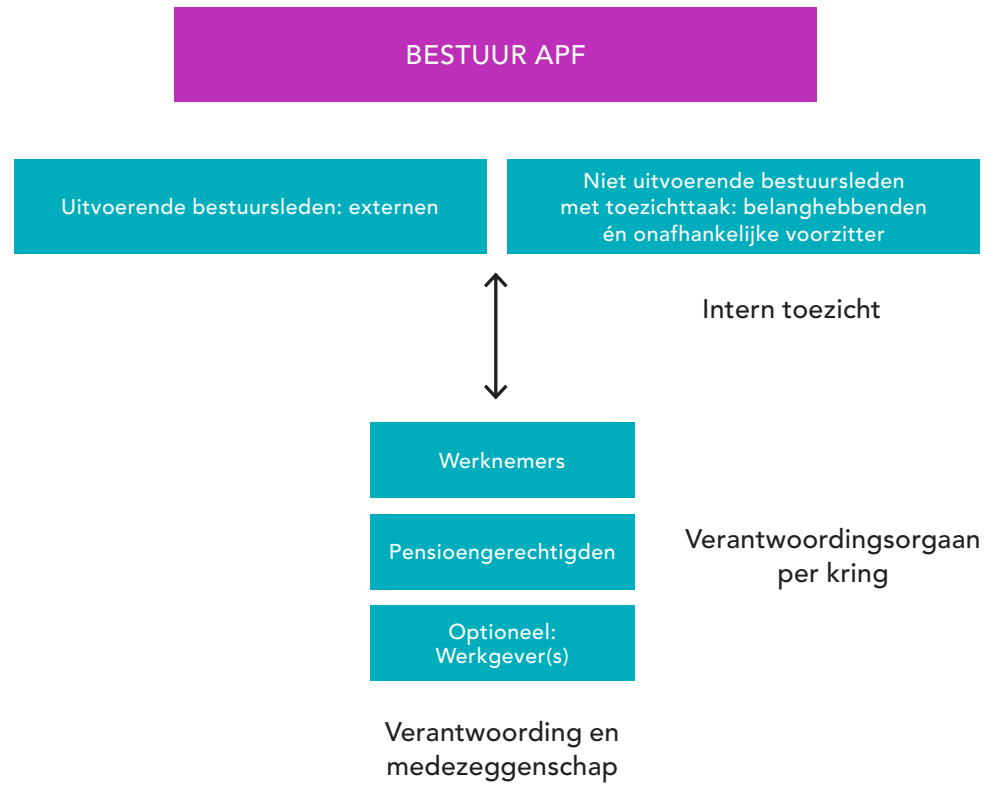 BESTUUR APF
Uitvoerende bestuursleden: externen
Niet uitvoerende bestuursleden
met toezichttaak: belanghebbenden
én onafhankelijke voorzitter
Intern toezicht
Werknemers
Pensioengerechtigden
Optioneel:
Werkgever(s)
Verantwoordingsorgaan
per kring
Verantwoording en
medezeggenschap